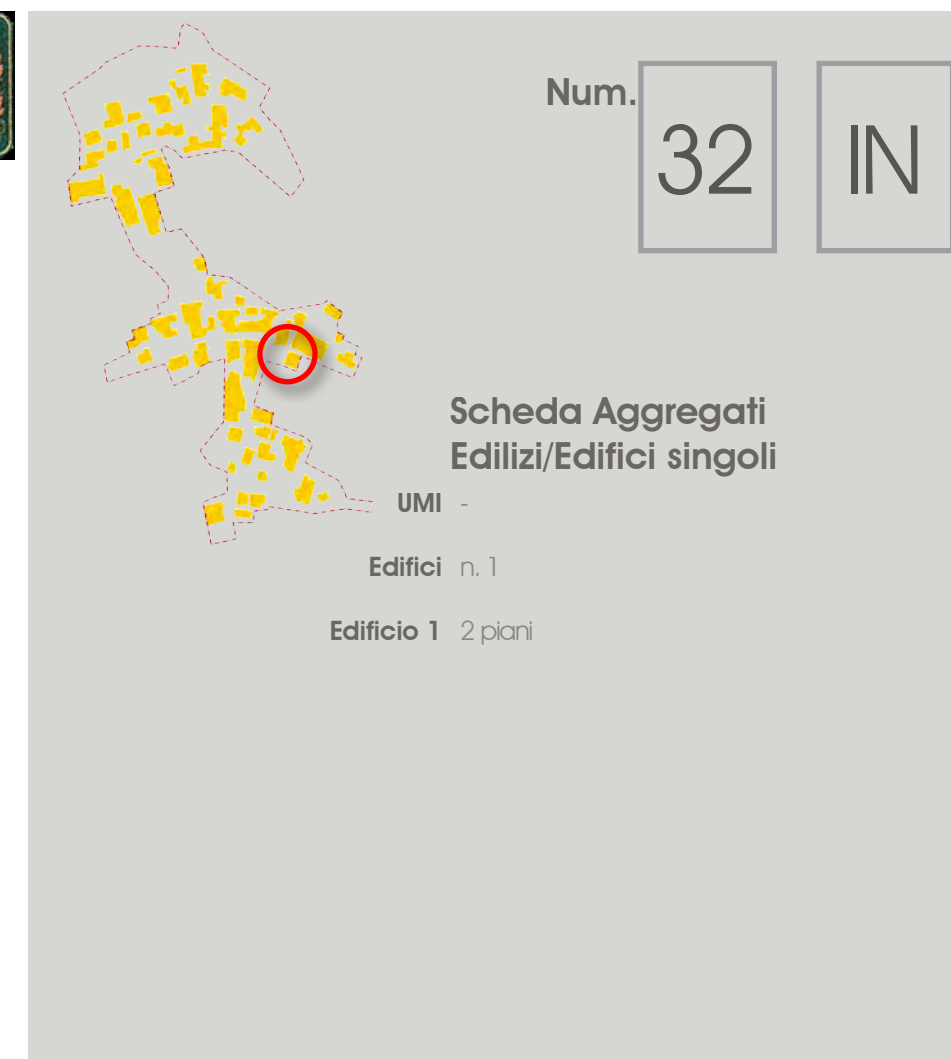 Num.
32
IN
Scheda Aggregati
Edilizi/Edifici singoli
UMI -
Edifici n. 1
Edificio 1 2 piani